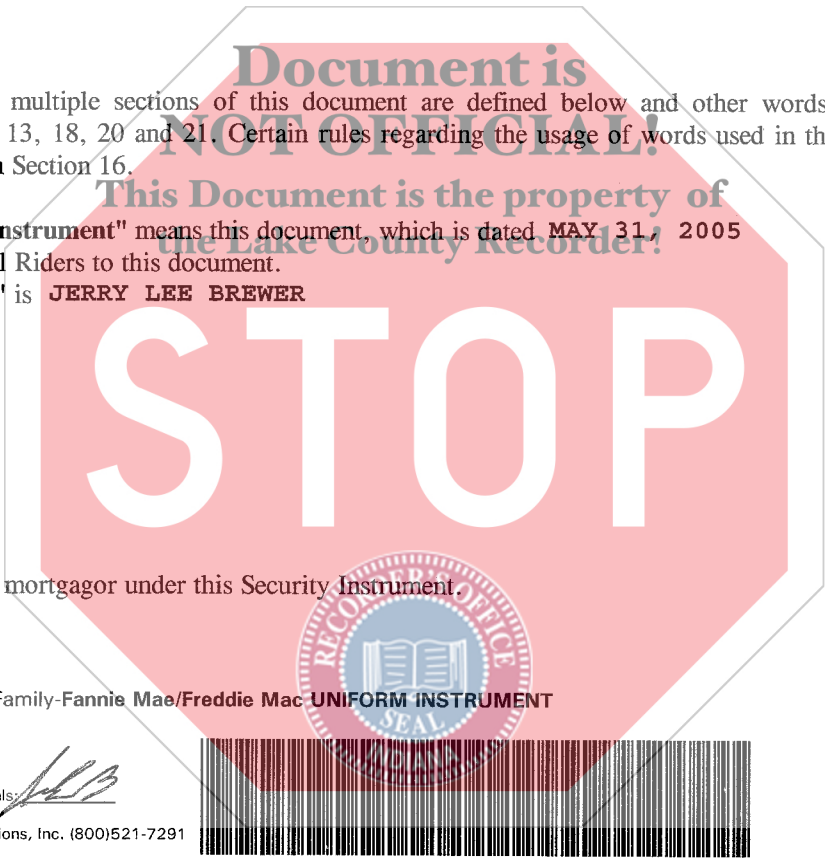 Document is
multiple sections of this document are defined below and other words
13, 18, 20 and 21. Certain rules regarding the usage of words used in th
NOT OFFICIAL!
Section 16.
This Document is the property of
nstrument" means this document, which is dated MAY 31, 2005
the Lake County Recorder!
Riders to this document.
" is JERRY LEE BREWER
STOP
mortgagor under this Security Instrument.
RECORDER'S OFFICE
SEAL
INDIANA
Family-Fannie Mae/Freddie Mac UNIFORM INSTRUMENT
als:
ions, Inc. (800)521-7291